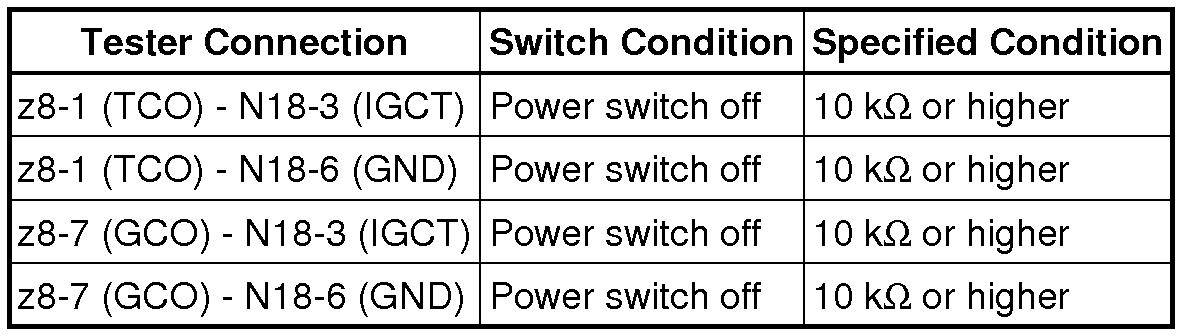 Tester Connection Switch Condition Specified Condition
z8-1 (TCO) - N18-3 (IGCT) Power switch off 10 kΩ or higher
z8-1 (TCO) - N18-6 (GND) Power switch off 10 kΩ or higher
z8-7 (GCO) - N18-3 (IGCT) Power switch off 10 kΩ or higher
z8-7 (GCO) - N18-6 (GND) Power switch off 10 kΩ or higher